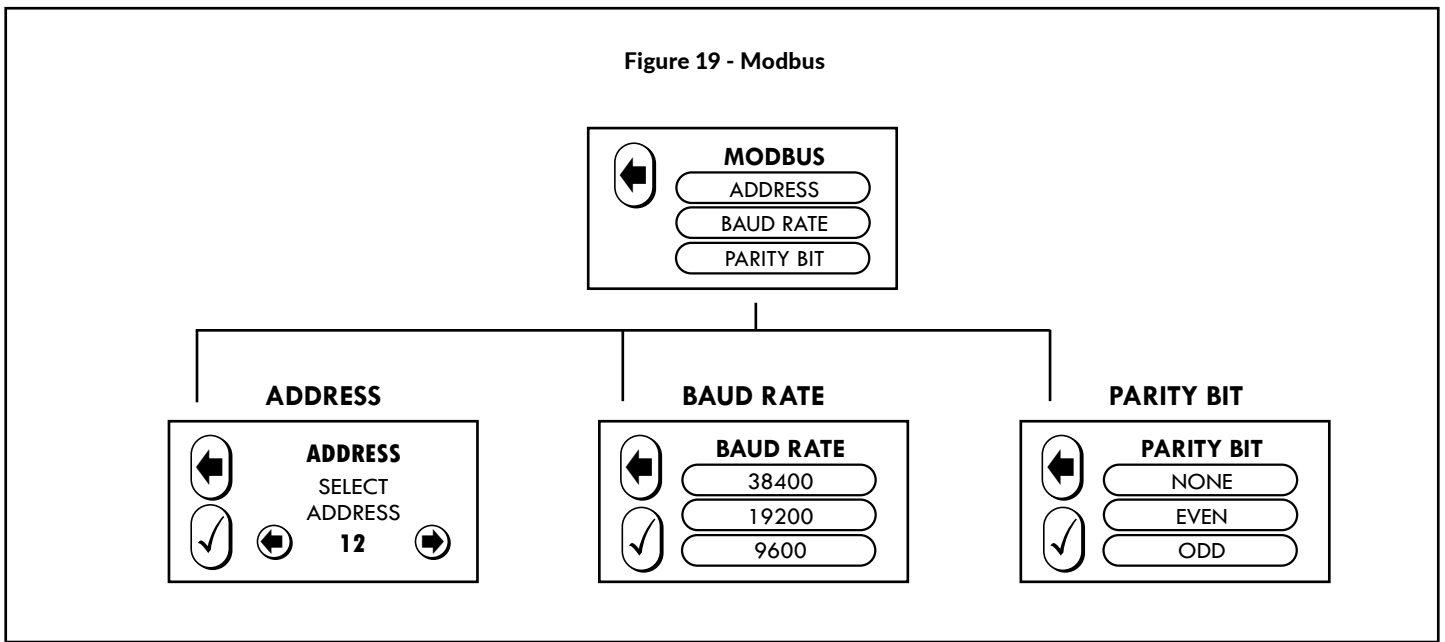 Figure 19 - Modbus
MODBUS
ADDRESS
BAUD RATE
PARITY BIT
ADDRESS
ADDRESS
SELECT
ADDRESS
12
BAUD RATE
BAUD RATE
38400
19200
9600
PARITY BIT
PARITY BIT
NONE
EVEN
ODD